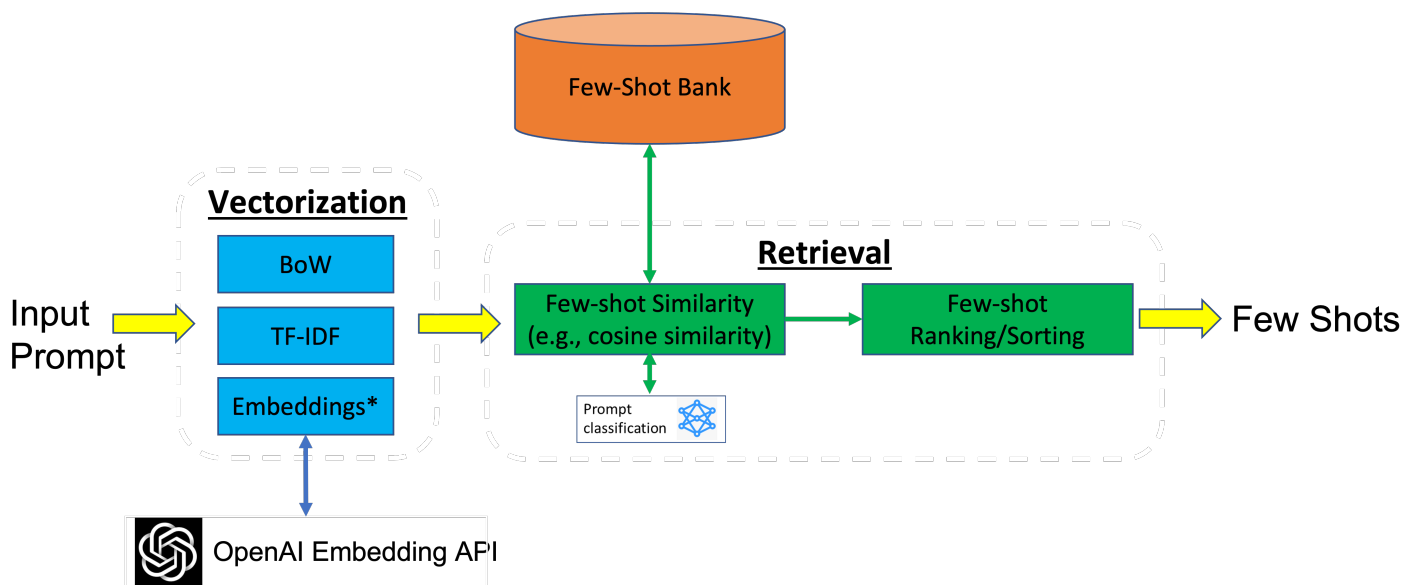 Few-Shot Bank
Vectorization
BoW
TF-IDF
Embeddings*
Input
Prompt
Retrieval
Few-shot Similarity
(e.g., cosine similarity)
Few-shot
Ranking/Sorting
Few Shots
Prompt
classification
OpenAI Embedding API